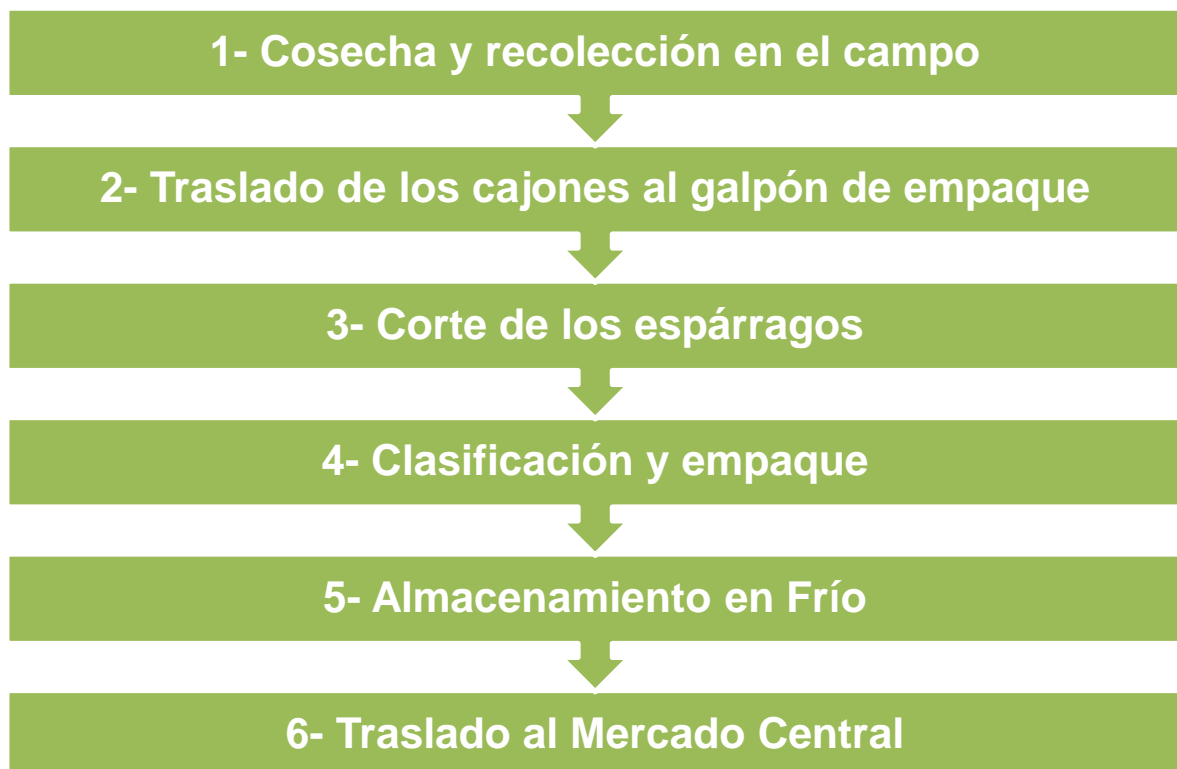 1- Cosecha y recolección en el campo
2- Traslado de los cajones al galpón de empaque
3- Corte de los espárragos
4- Clasificación y empaque
5- Almacenamiento en Frío
6- Traslado al Mercado Central